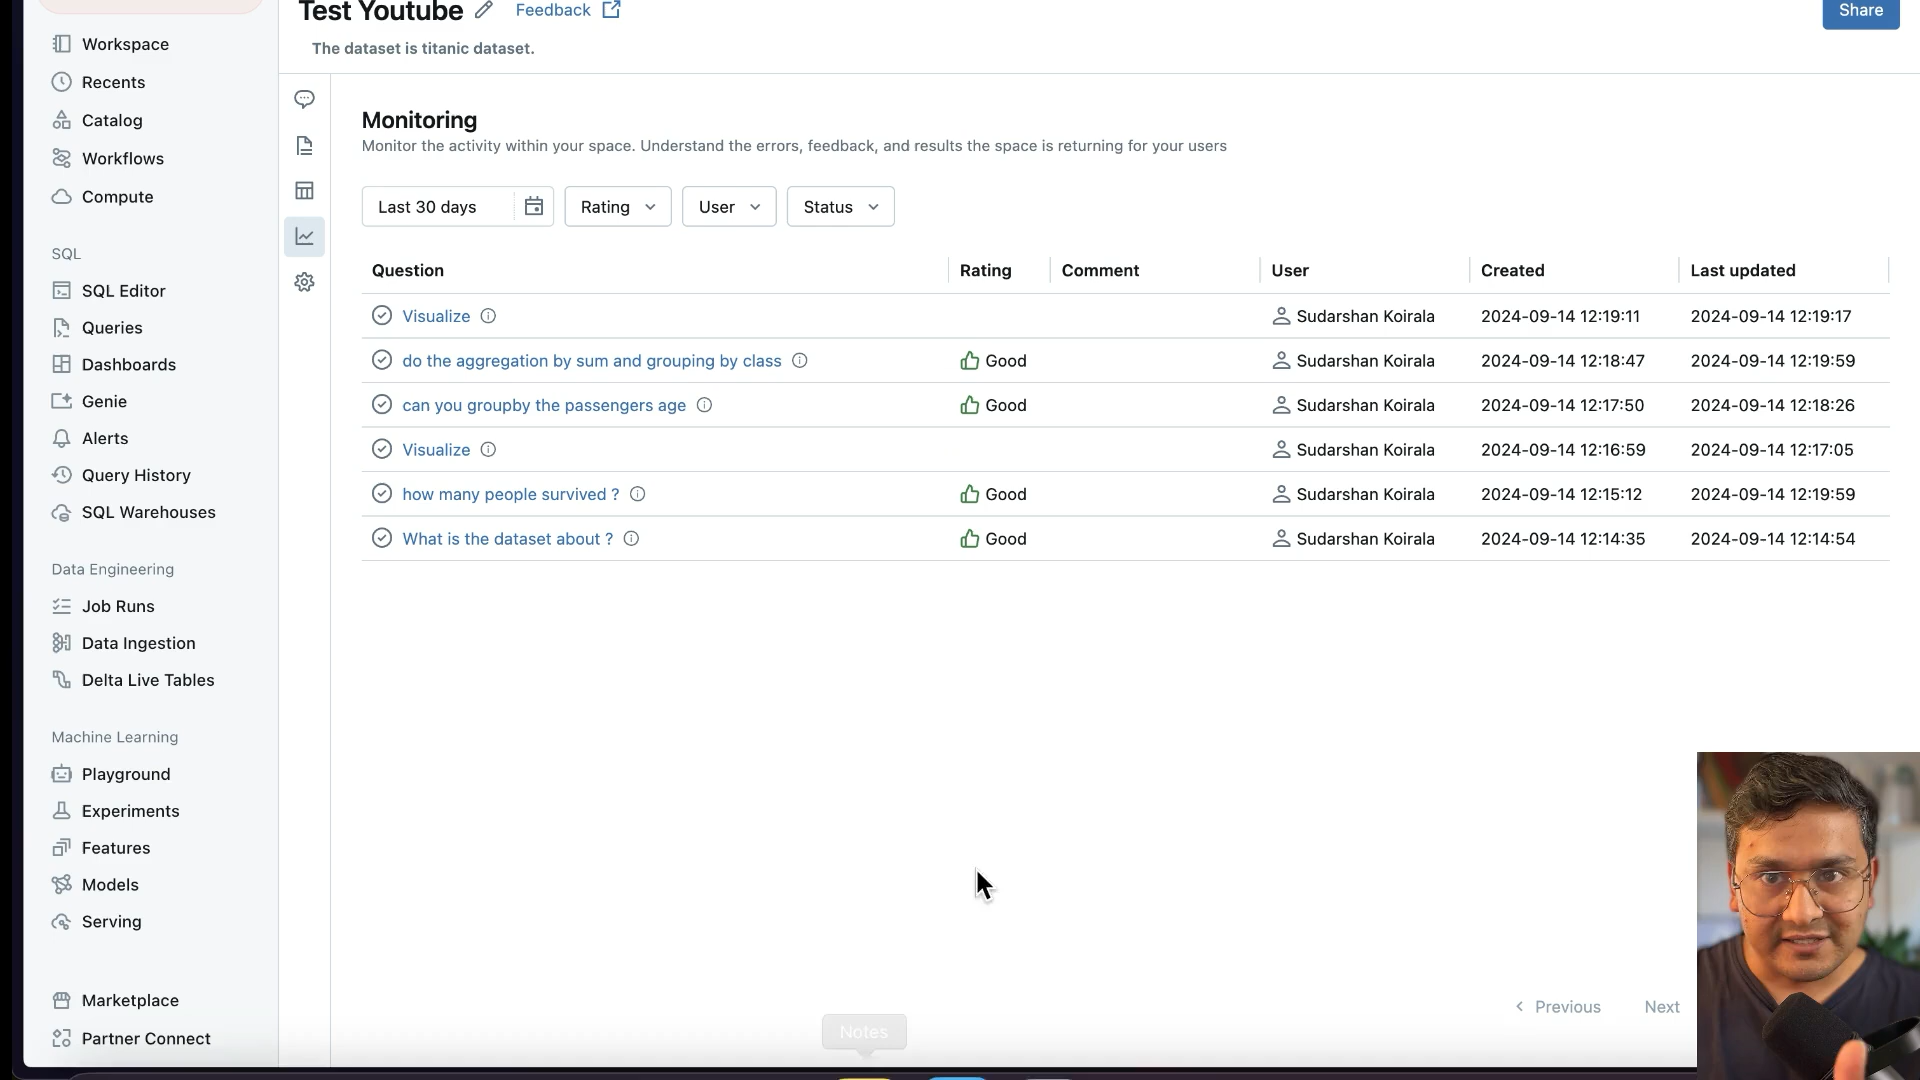 Test Youtube Feedback
Share
The dataset is titanic dataset.
Workspace
Recents
Catalog
Workflows
Compute
SQL
SQL Editor
Queries
Dashboards
Genie
Alerts
Query History
SQL Warehouses
Data Engineering
Job Runs
Data Ingestion
Delta Live Tables
Machine Learning
Playground
Experiments
Features
Models
Serving
Marketplace
Partner Connect
Monitoring
Monitor the activity within your space. Understand the errors, feedback, and results the space is returning for your users
Last 30 days Rating User Status
Question Rating Comment User Created Last updated
Visualize Sudarshan Koirala 2024-09-14 12:19:11 2024-09-14 12:19:17
do the aggregation by sum and grouping by class Good Sudarshan Koirala 2024-09-14 12:18:47 2024-09-14 12:19:59
can you groupby the passengers age Good Sudarshan Koirala 2024-09-14 12:17:50 2024-09-14 12:18:26
Visualize Sudarshan Koirala 2024-09-14 12:16:59 2024-09-14 12:17:05
how many people survived ? Good Sudarshan Koirala 2024-09-14 12:15:12 2024-09-14 12:19:59
What is the dataset about ? Good Sudarshan Koirala 2024-09-14 12:14:35 2024-09-14 12:14:54
Previous Next
Notes